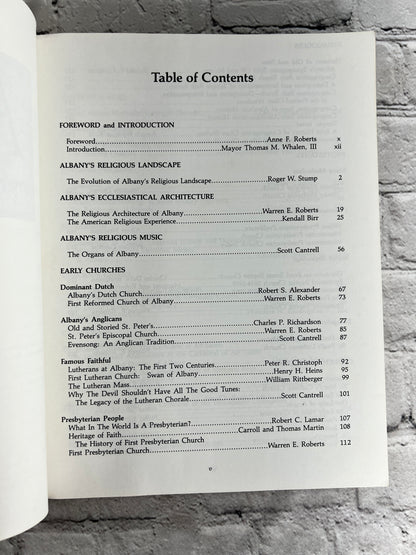 Table of Contents
FOREWORD and INTRODUCTION
Foreword..........Anne F. Roberts x
Introduction..........Mayor Thomas M. Whalen, III xii
ALBANY'S RELIGIOUS LANDSCAPE
The Evolution of Albany's Religious Landscape..........Roger W. Stump 2
ALBANY'S ECCLESIASTICAL ARCHITECTURE
The Religious Architecture of Albany..........Warren E. Roberts 19
The American Religious Experience..........Kendall Birr 25
ALBANY'S RELIGIOUS MUSIC
The Organs of Albany..........Scott Cantrell 56
EARLY CHURCHES
Dominant Dutch
Albany's Dutch Church..........Robert S. Alexander 67
First Reformed Church of Albany..........Warren E. Roberts 73
Albany's Anglicans
Old and Storied St. Peter's..........Charles P. Richardson 77
St. Peter's Episcopal Church..........Warren E. Roberts 85
Evensong: An Anglican Tradition..........Scott Cantrell 87
Famous Faithful
Lutherans at Albany: The First Two Centuries..........Peter R. Christoph 92
First Lutheran Church: Swan of Albany..........Henry H. Heins 95
The Lutheran Mass..........William Rittberger 99
Why The Devil Shouldn't Have All The Good Tunes:
The Legacy of the Lutheran Chorale..........Scott Cantrell 101
Presbyterian People
What In The World Is A Presbyterian?..........Robert C. Lamar 107
Heritage of Faith..........Carroll and Thomas Martin 108
The History of First Presbyterian Church
First Presbyterian Church..........Warren E. Roberts 112
v